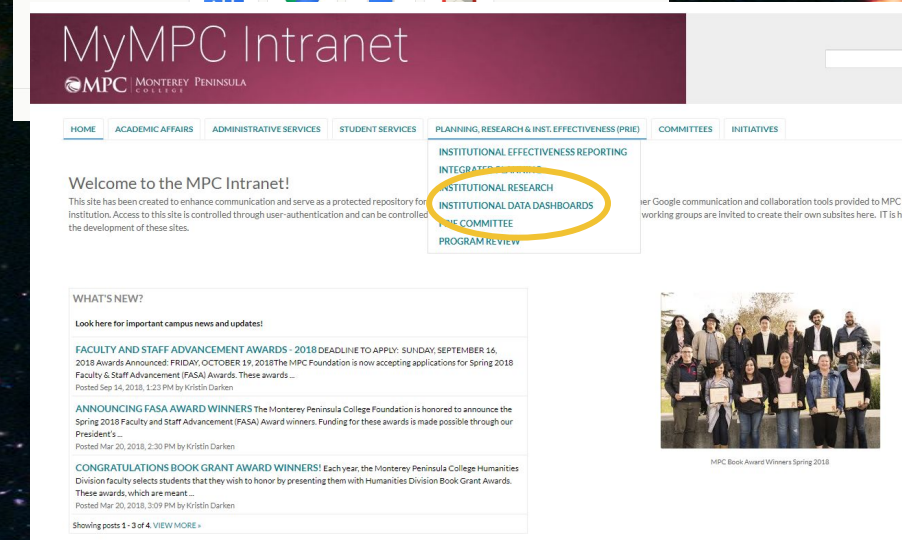 MyMPC Intranet
MPC MONTEREY PENINSULA
COLLEGE
HOME ACADEMIC AFFAIRS ADMINISTRATIVE SERVICES STUDENT SERVICES PLANNING, RESEARCH & INST. EFFECTIVENESS (PRIE) COMMITTEES INITIATIVES
INSTITUTIONAL EFFECTIVENESS REPORTING
INTEGRATED PLANNING
INSTITUTIONAL RESEARCH
INSTITUTIONAL DATA DASHBOARDS
PRIE COMMITTEE
PROGRAM REVIEW
Welcome to the MPC Intranet!
This site has been created to enhance communication and serve as a protected repository for er Google communication and collaboration tools provided to MPC
institution. Access to this site is controlled through user-authentication and can be controlled working groups are invited to create their own subsites here. IT is h
the development of these sites.
WHAT'S NEW?
Look here for important campus news and updates!
FACULTY AND STAFF ADVANCEMENT AWARDS - 2018 DEADLINE TO APPLY: SUNDAY, SEPTEMBER 16,
2018 Awards Announced: FRIDAY, OCTOBER 19, 2018The MPC Foundation is now accepting applications for Spring 2018
Faculty & Staff Advancement (FASA) Awards. These awards ...
Posted Sep 14, 2018, 1:23 PM by Kristin Darken
ANNOUNCING FASA AWARD WINNERS The Monterey Peninsula College Foundation is honored to announce the
Spring 2018 Faculty and Staff Advancement (FASA) Award winners. Funding for these awards is made possible through our
President's ...
Posted Mar 20, 2018, 2:30 PM by Kristin Darken
CONGRATULATIONS BOOK GRANT AWARD WINNERS! Each year, the Monterey Peninsula College Humanities
Division faculty selects students that they wish to honor by presenting them with Humanities Division Book Grant Awards.
These awards, which are meant ...
Posted Mar 20, 2018, 3:09 PM by Kristin Darken
Showing posts 1 - 3 of 4. VIEW MORE »
MPC Book Award Winners Spring 2018